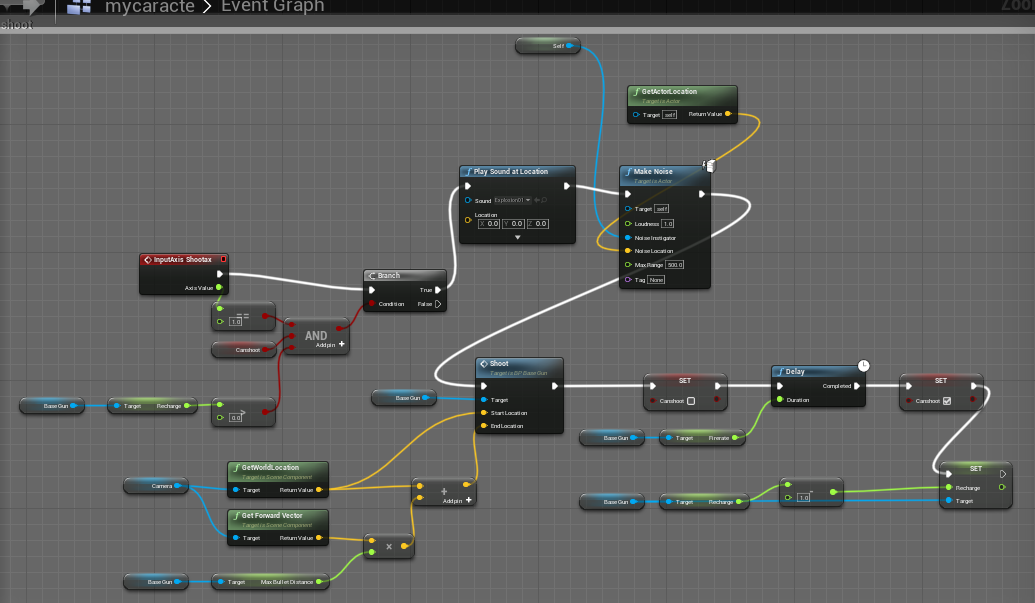 mycaracte > Event Graph
Zoo
shoot
Self
GetActorLocation
Target is Actor
Target self Return Value
Play Sound at Location
Sound Explosion01
Location
X 0.0 Y 0.0 Z 0.0
Make Noise
Target is Actor
Target self
Loudness 1.0
Noise Instigator
Noise Location
Max Range 500.0
Tag None
InputAxis Shootax
Axis Value
Branch
True
Condition False
==
1.0
Canshoot
AND
Add pin +
Base Gun
Target Recharge
>
0.0
Base Gun
Shoot
Target is BP Base Gun
Target
Start Location
End Location
SET
Canshoot
Delay
Completed
Duration
SET
Canshoot
Base Gun
Target Firerate
SET
Recharge
Target
Base Gun
Target Recharge
-
1.0
Camera
GetWorldLocation
Target is Scene Component
Target Return Value
Get Forward Vector
Target is Scene Component
Target Return Value
+
Add pin +
x
Base Gun
Target Max Bullet Distance